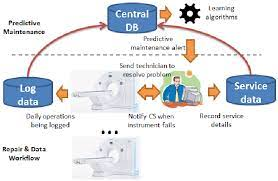 Predictive
Maintenance
Central
DB
Learning
algorithms
Predictive
maintenance alert
Send technician to
resolve problem
Log
data
Service
data
Daily operations
being logged
Notify CS when
instrument fails
Record service
details
...
Repair & Data
Workflow